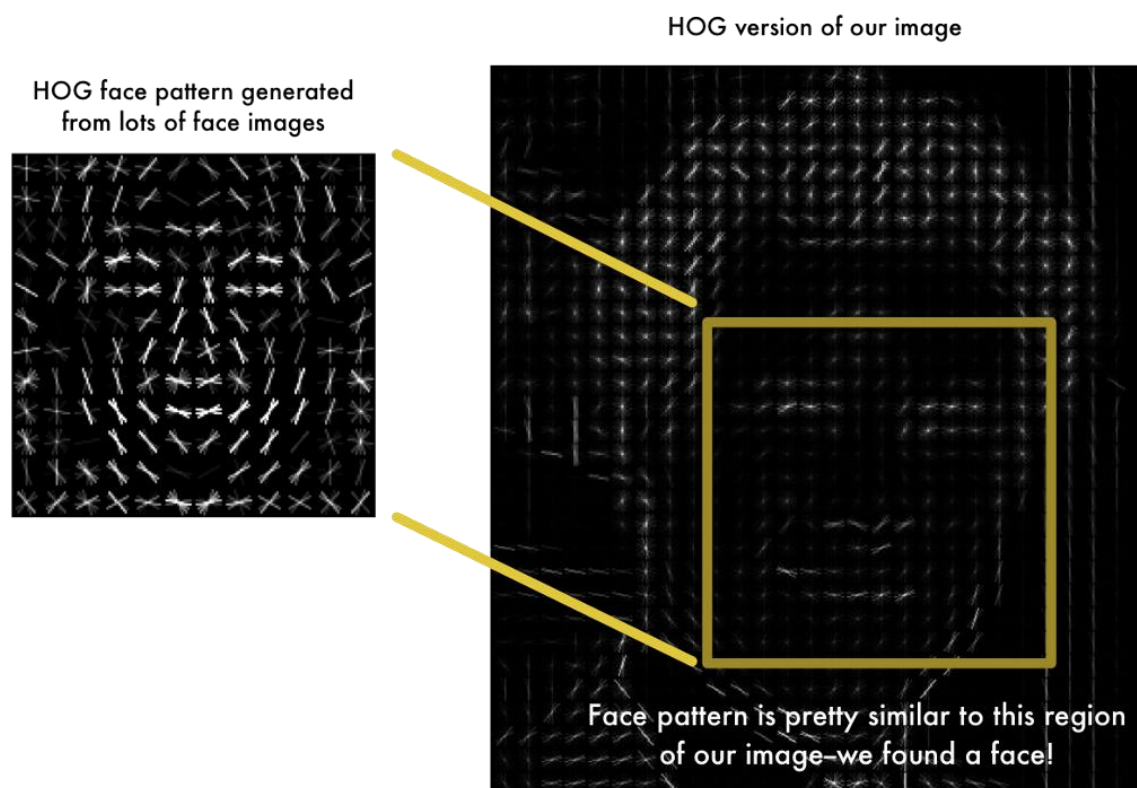 HOG version of our image
HOG face pattern generated
from lots of face images
Face pattern is pretty similar to this region
of our image–we found a face!